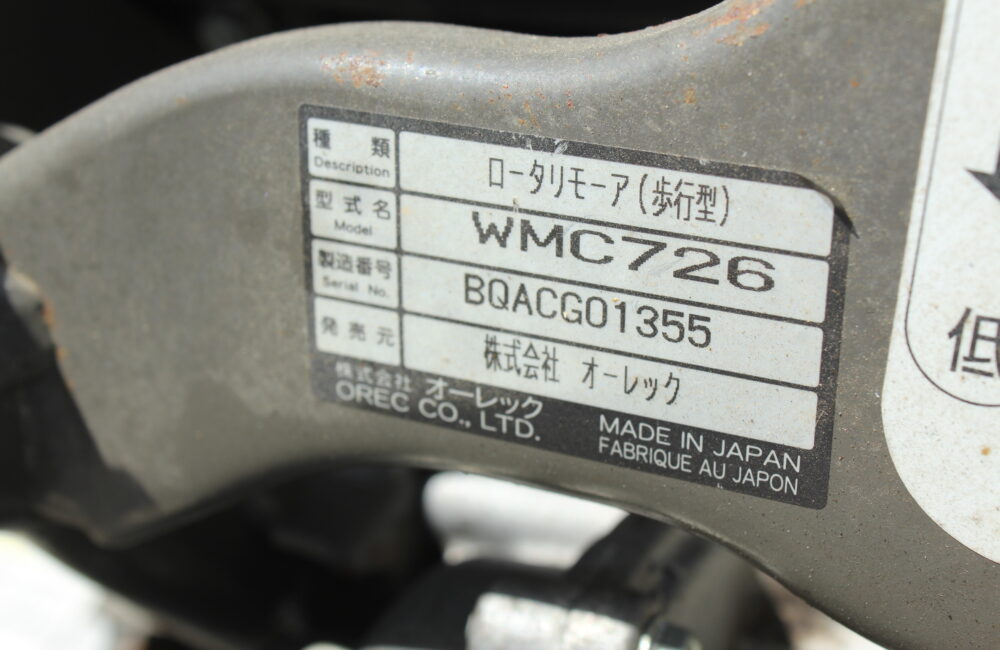 種類 ロータリモーア(歩行型)
Description
型式名 WMC726
Model
製造番号 BQACG01355
Serial No.
発売元 株式会社 オーレック
株式会社 オーレック
OREC CO., LTD.
MADE IN JAPAN
FABRIQUE AU JAPON
低